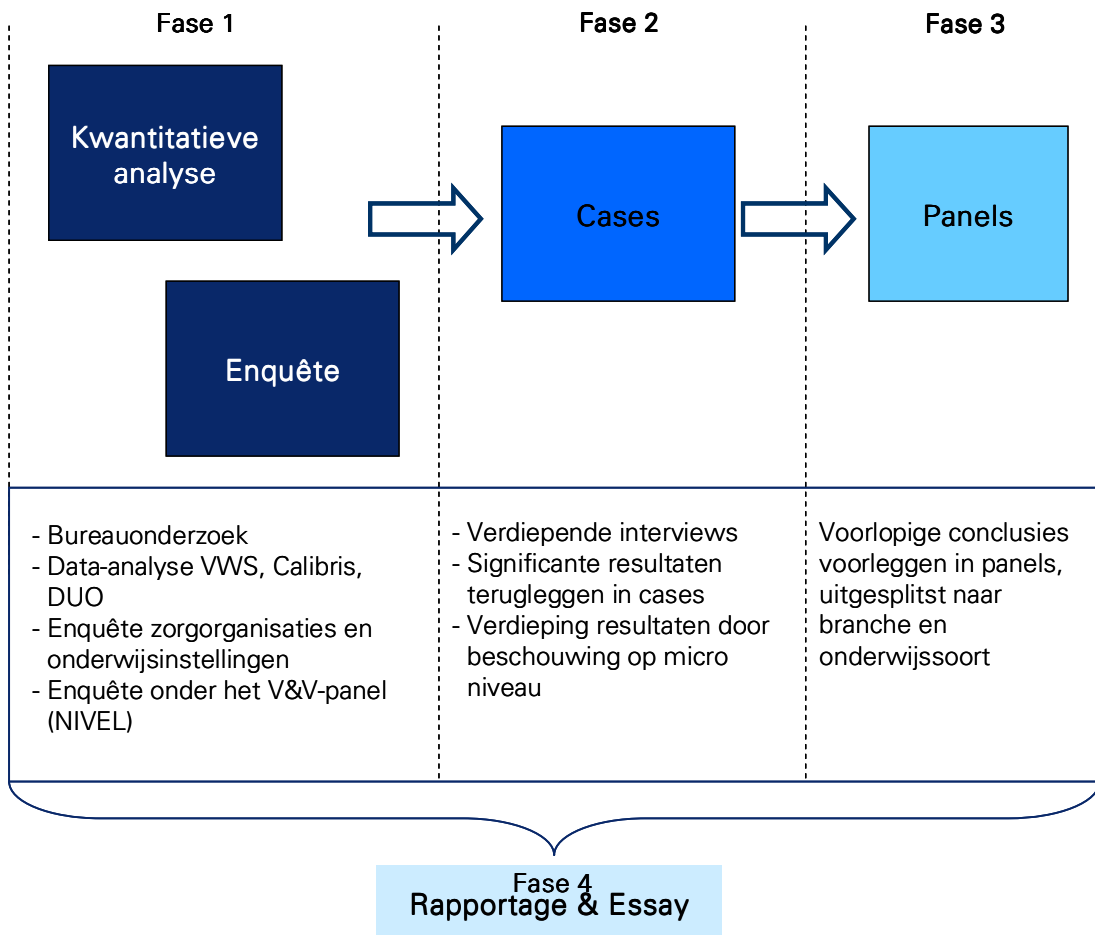 Fase 1
Fase 2
Fase 3
Kwantitatieve
analyse
Enquête
Cases
Panels
- Bureauonderzoek
- Data-analyse VWS, Calibris,
DUO
- Enquête zorgorganisaties en
onderwijsinstellingen
- Enquête onder het V&V-panel
(NIVEL)
- Verdiepende interviews
- Significante resultaten
terugleggen in cases
- Verdieping resultaten door
beschouwing op micro
niveau
Voorlopige conclusies
voorleggen in panels,
uitgesplitst naar
branche en
onderwijssoort
Fase 4
Rapportage & Essay